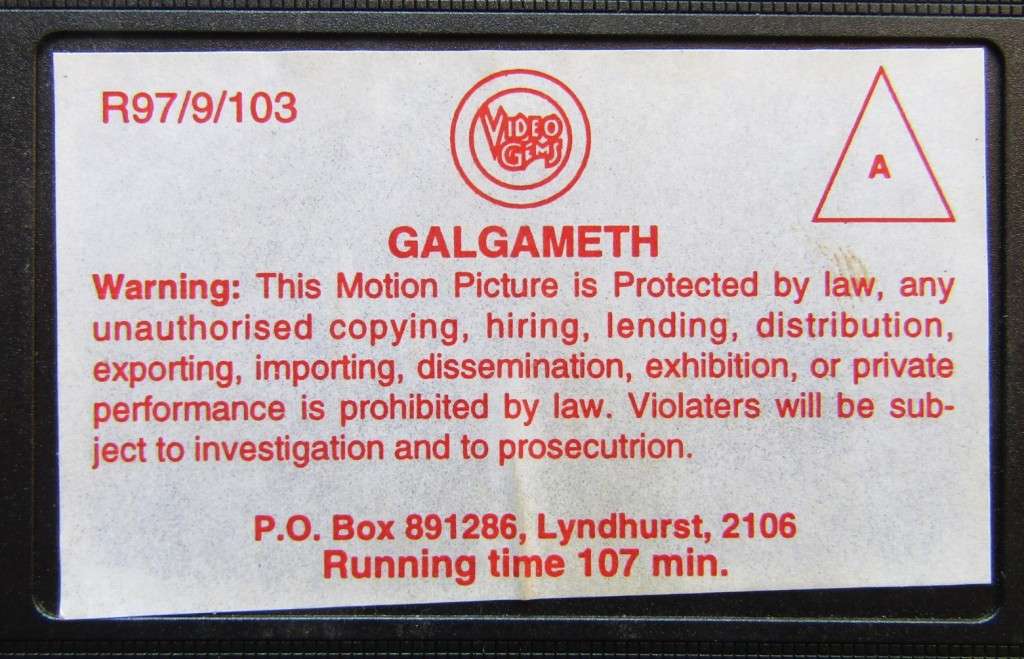 R97/9/103
VIDEO
GEMS
A
GALGAMETH
Warning: This Motion Picture is Protected by law, any
unauthorised copying, hiring, lending, distribution,
exporting, importing, dissemination, exhibition, or private
performance is prohibited by law. Violaters will be sub-
ject to investigation and to prosecutrion.
P.O. Box 891286, Lyndhurst, 2106
Running time 107 min.